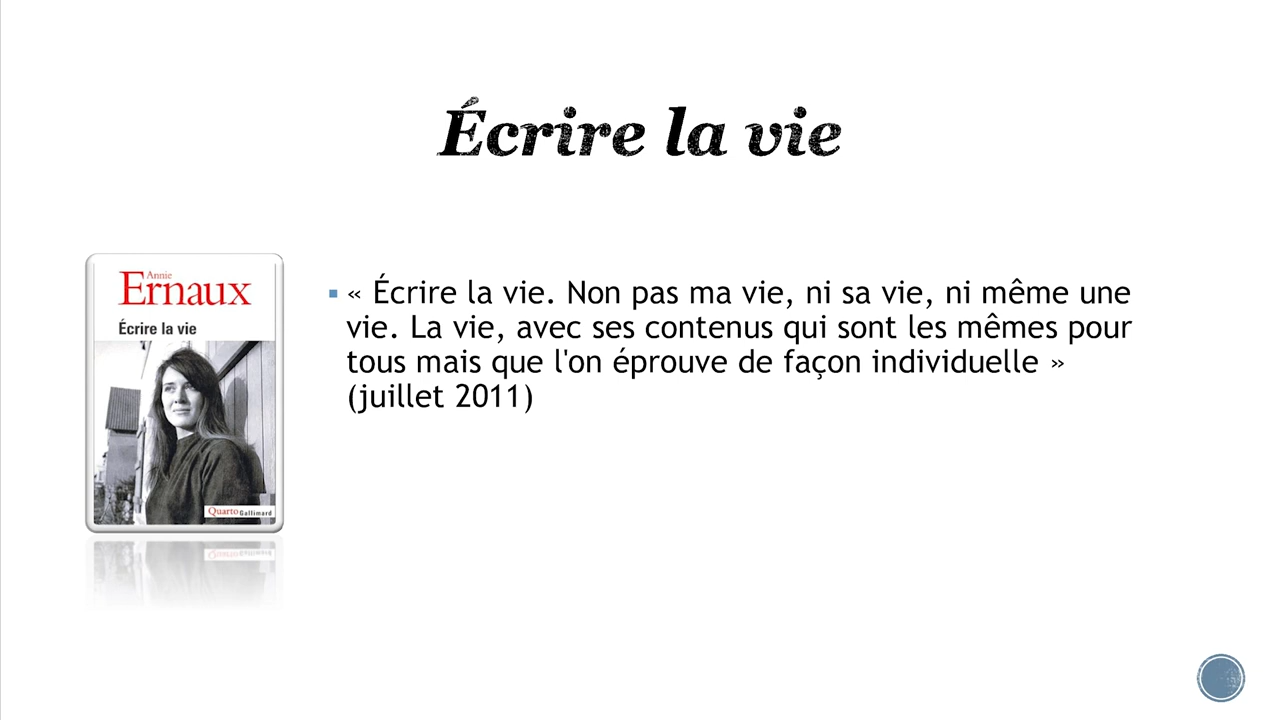 Écrire la vie
Annie
Ernaux
Écrire la vie
Quarto Gallimard
« Écrire la vie. Non pas ma vie, ni sa vie, ni même une
vie. La vie, avec ses contenus qui sont les mêmes pour
tous mais que l'on éprouve de façon individuelle »
(juillet 2011)